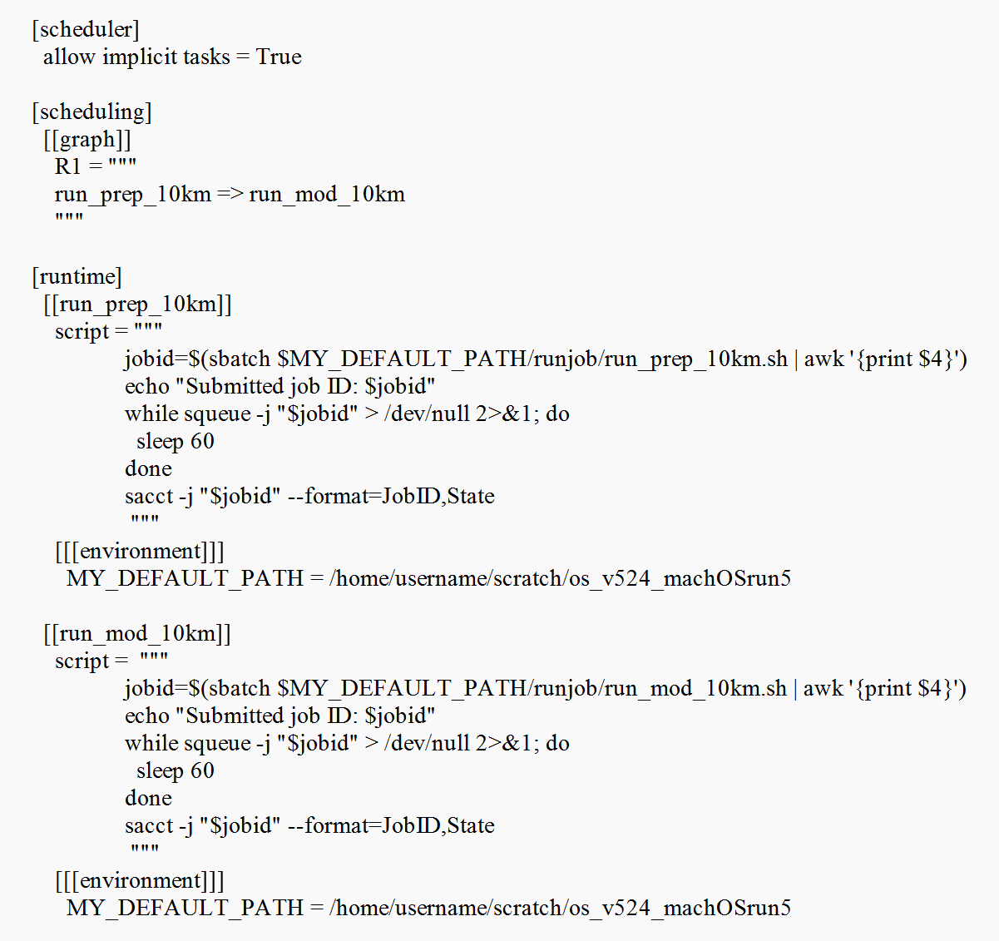 [scheduler]
allow implicit tasks = True
[scheduling]
[[graph]]
R1 = """
run_prep_10km => run_mod_10km
"""
[runtime]
[[run_prep_10km]]
script = """
jobid=$(sbatch $MY_DEFAULT_PATH/runjob/run_prep_10km.sh | awk '{print $4}')
echo "Submitted job ID: $jobid"
while squeue -j "$jobid" > /dev/null 2>&1; do
sleep 60
done
sacct -j "$jobid" --format=JobID,State
"""
[[[environment]]]
MY_DEFAULT_PATH = /home/username/scratch/os_v524_machOSrun5
[[run_mod_10km]]
script = """
jobid=$(sbatch $MY_DEFAULT_PATH/runjob/run_mod_10km.sh | awk '{print $4}')
echo "Submitted job ID: $jobid"
while squeue -j "$jobid" > /dev/null 2>&1; do
sleep 60
done
sacct -j "$jobid" --format=JobID,State
"""
[[[environment]]]
MY_DEFAULT_PATH = /home/username/scratch/os_v524_machOSrun5